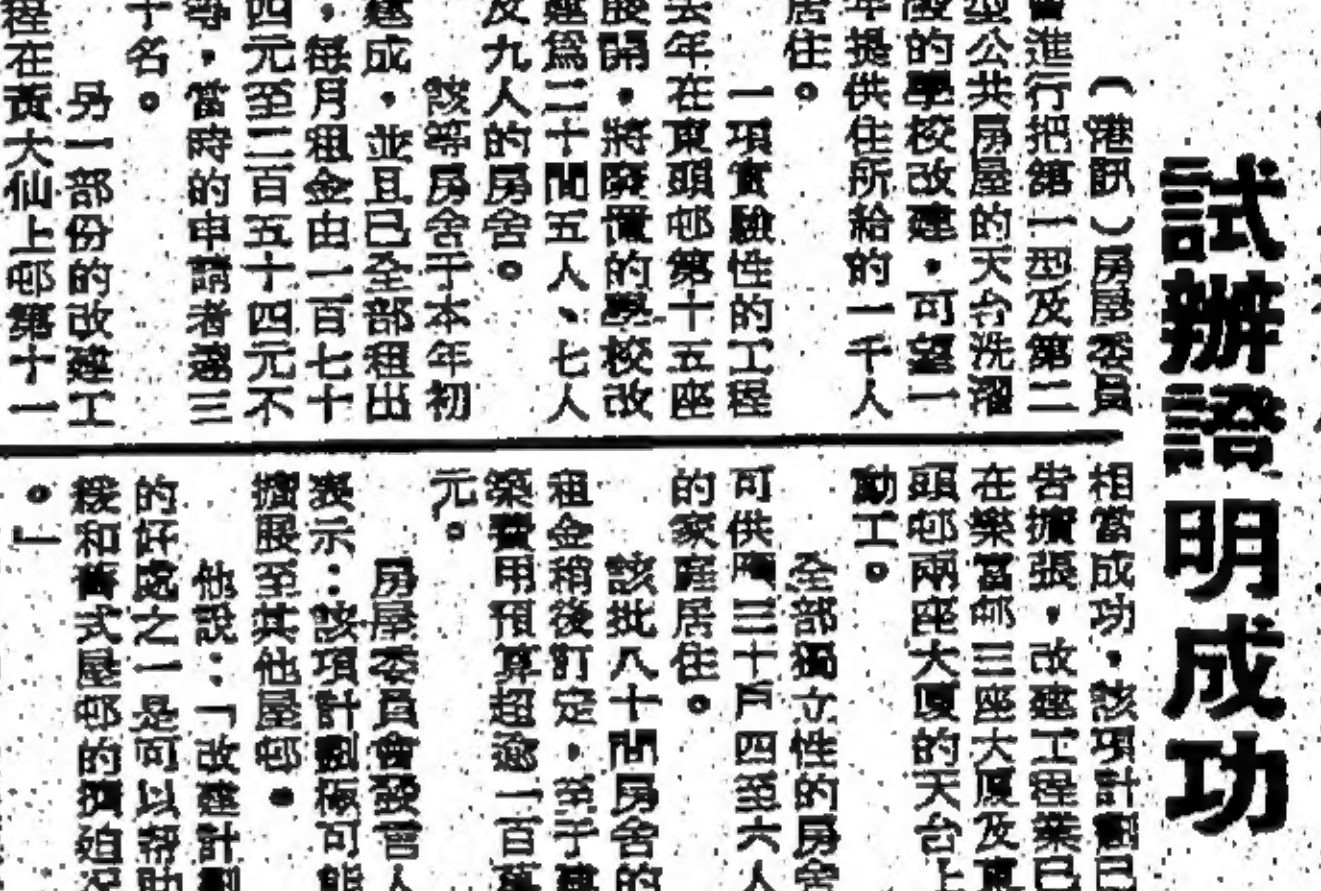 試辦證明成功
（港訊）房屋委員
會進行把第一型及第二
型公共房屋的天台洗濯
的學校改建，可望一
年提供住所給的一千人
居住。
一項實驗性的工程
去年在東頭邨第十五座
展開，將廢置的學校改
建為二十間五人、七人
及九人的房舍。
該等房舍于本年初
建成，並且已全部租出
，每月租金由一百七十
四元至二百五十四元不
等，當時的申請者逾三
十名。
另一部份的改建工
程在黃大仙上邨第十一
相當成功，該項計劃已
告擴張，改建工程業已
在樂富邨三座大廈及東
頭邨兩座大廈的天台上
動工。
全部獨立性的房舍
可供兩三十戶四至六人
的家庭居住。
該批八十間房舍的
租金稍後訂定，至于建
築費用預算超逾一百萬
元。
房屋委員會發言人
表示：該項計劃極可能
擴展至其他屋邨。
他說：「改建計劃
的好處之一是可以幫助
緩和舊式屋邨的擠迫況
。」